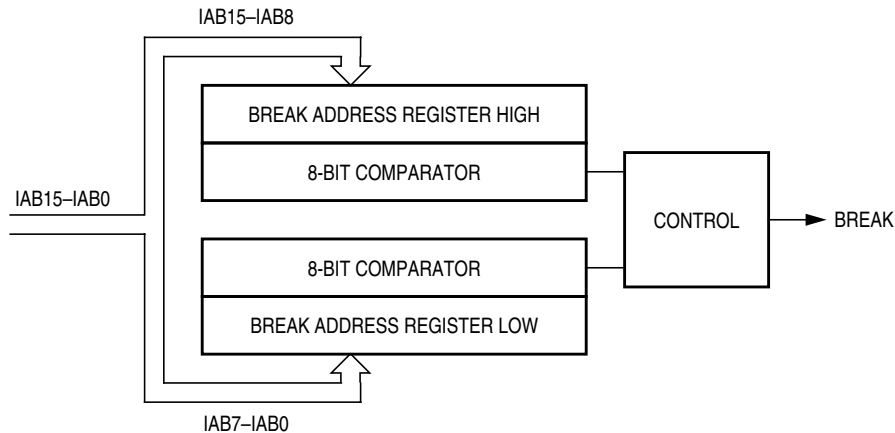 IAB15–IAB8
BREAK ADDRESS REGISTER HIGH
8-BIT COMPARATOR
IAB15–IAB0
CONTROL
BREAK
8-BIT COMPARATOR
BREAK ADDRESS REGISTER LOW
IAB7–IAB0